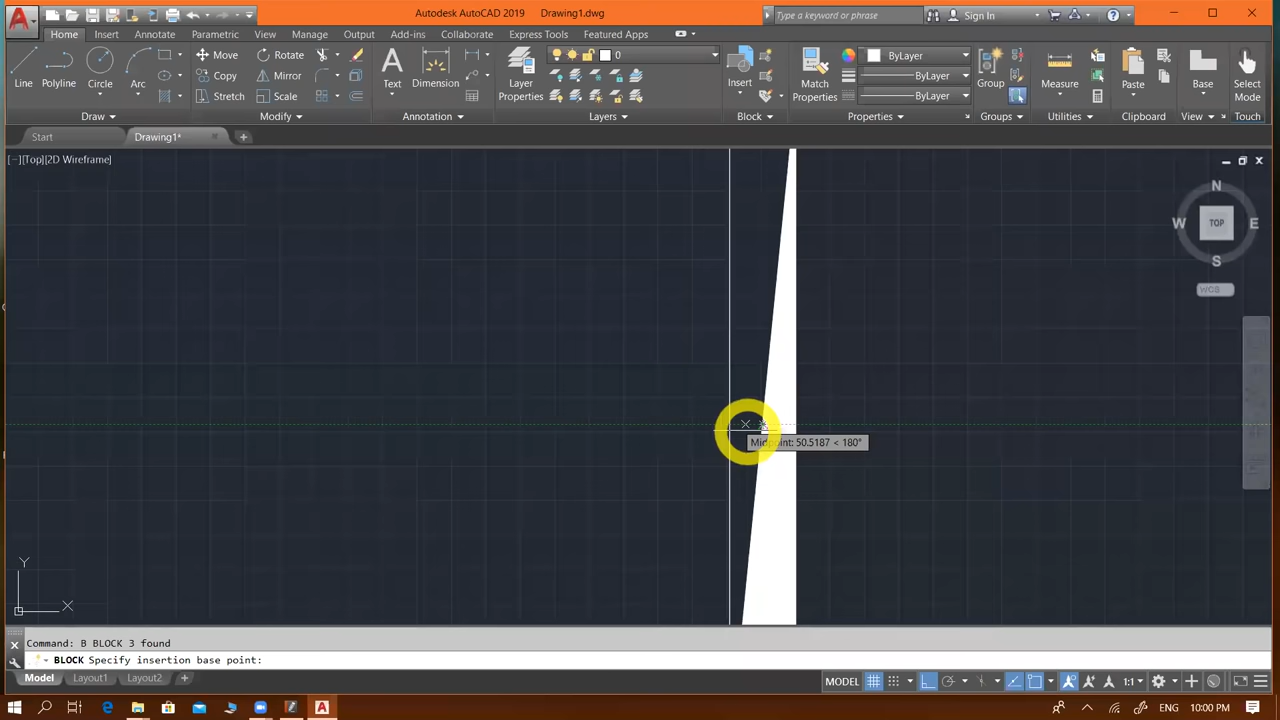 Autodesk AutoCAD 2019 Drawing1.dwg
Type a keyword or phrase
Sign In
Home Insert Annotate Parametric View Manage Output Add-ins Collaborate Express Tools Featured Apps
Line Polyline Circle Arc
Move Rotate
Copy Mirror
Stretch Scale
Text Dimension
Layer Properties
0
Insert
Match Properties
ByLayer
ByLayer
ByLayer
Group
Measure
Paste
Base
Select Mode
Draw Modify Annotation Layers Block Properties Groups Utilities Clipboard View Touch
Start Drawing1*
[−][Top][2D Wireframe]
N
W TOP E
S
WCS
Midpoint: 50.5187 < 180°
Y
X
Command: B BLOCK 3 found
BLOCK Specify insertion base point:
Model Layout1 Layout2
MODEL 1:1
ENG 10:00 PM